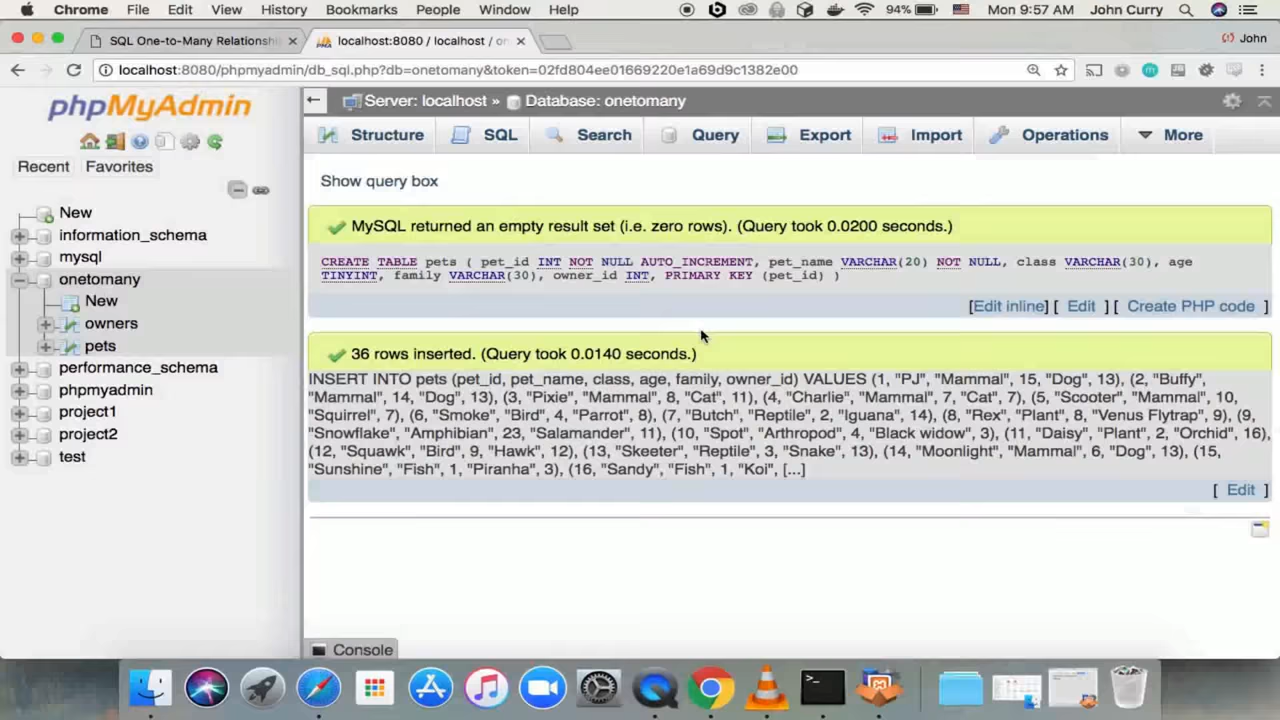 Chrome File Edit View History Bookmarks People Window Help 94% Mon 9:57 AM John Curry
SQL One-to-Many Relationshi localhost:8080 / localhost / on John
localhost:8080/phpmyadmin/db_sql.php?db=onetomany&token=02fd804ee01669220e1a69d9c1382e00
phpMyAdmin
Server: localhost » Database: onetomany
Structure SQL Search Query Export Import Operations More
Recent Favorites
Show query box
New
information_schema
mysql
onetomany
New
owners
pets
performance_schema
phpmyadmin
project1
project2
test
MySQL returned an empty result set (i.e. zero rows). (Query took 0.0200 seconds.)
CREATE TABLE pets ( pet_id INT NOT NULL AUTO_INCREMENT, pet_name VARCHAR(20) NOT NULL, class VARCHAR(30), age
TINYINT, family VARCHAR(30), owner_id INT, PRIMARY KEY (pet_id) )
[Edit inline] [ Edit ] [ Create PHP code ]
36 rows inserted. (Query took 0.0140 seconds.)
INSERT INTO pets (pet_id, pet_name, class, age, family, owner_id) VALUES (1, "PJ", "Mammal", 15, "Dog", 13), (2, "Buffy",
"Mammal", 14, "Dog", 13), (3, "Pixie", "Mammal", 8, "Cat", 11), (4, "Charlie", "Mammal", 7, "Cat", 7), (5, "Scooter", "Mammal", 10,
"Squirrel", 7), (6, "Smoke", "Bird", 4, "Parrot", 8), (7, "Butch", "Reptile", 2, "Iguana", 14), (8, "Rex", "Plant", 8, "Venus Flytrap", 9), (9,
"Snowflake", "Amphibian", 23, "Salamander", 11), (10, "Spot", "Arthropod", 4, "Black widow", 3), (11, "Daisy", "Plant", 2, "Orchid", 16),
(12, "Squawk", "Bird", 9, "Hawk", 12), (13, "Skeeter", "Reptile", 3, "Snake", 13), (14, "Moonlight", "Mammal", 6, "Dog", 13), (15,
"Sunshine", "Fish", 1, "Piranha", 3), (16, "Sandy", "Fish", 1, "Koi", [...]
[ Edit ]
Console